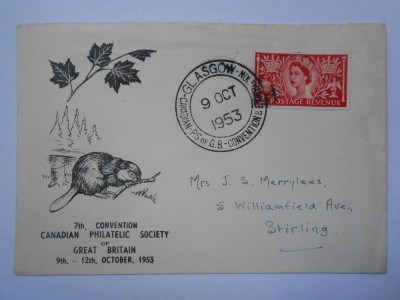 GLASGOW
9 OCT
1953
CANADIAN·P.S OF G.B.·CONVENTION
POSTAGE REVENUE
Mrs J. S. Merrylees,
5 Williamfield Ave.,
Stirling.
7th. CONVENTION
CANADIAN PHILATELIC SOCIETY
OF
GREAT BRITAIN
9th. - 12th. OCTOBER, 1953